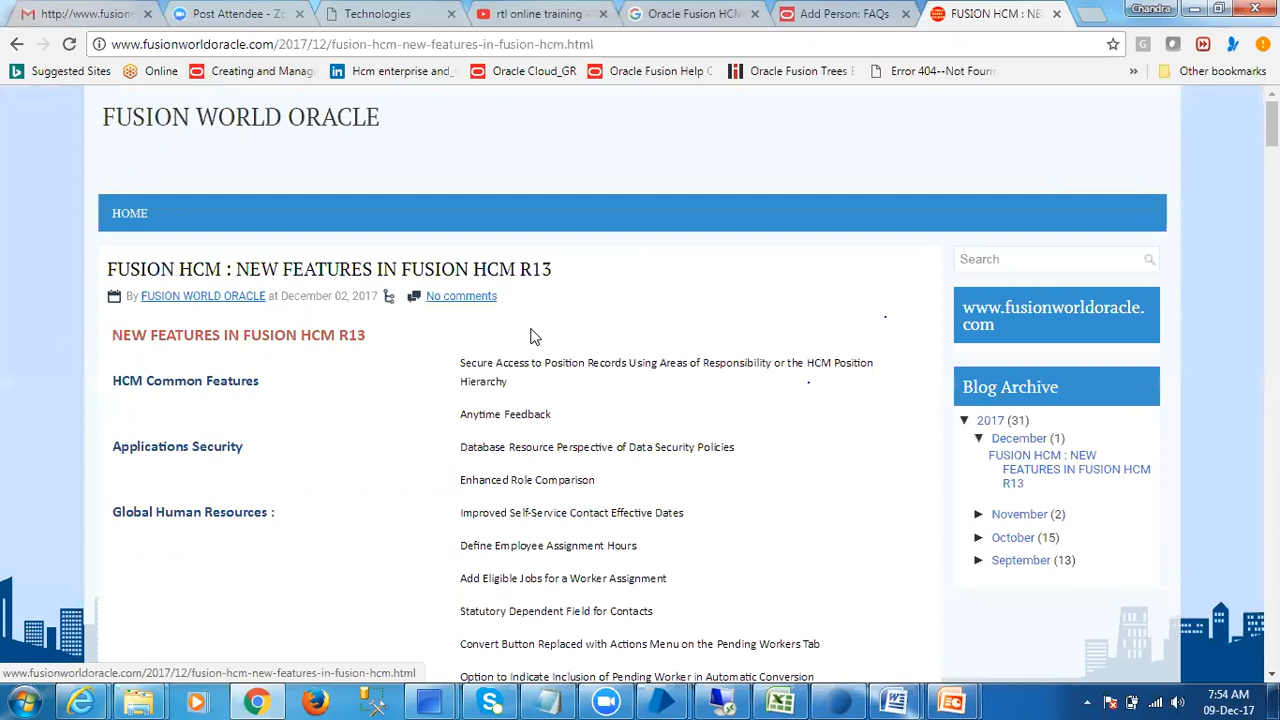 http://www.fusionworl
Post Attendee - Zo
Technologies
rtl online training
Oracle Fusion HCM
Add Person: FAQs
FUSION HCM : NE
Chandra
www.fusionworldoracle.com/2017/12/fusion-hcm-new-features-in-fusion-hcm.html
Suggested Sites
Online
Creating and Manag
Hcm enterprise and
Oracle Cloud_GR
Oracle Fusion Help C
Oracle Fusion Trees E
Error 404--Not Foun
»
Other bookmarks
FUSION WORLD ORACLE
HOME
FUSION HCM : NEW FEATURES IN FUSION HCM R13
By FUSION WORLD ORACLE at December 02, 2017
No comments
NEW FEATURES IN FUSION HCM R13
HCM Common Features
Secure Access to Position Records Using Areas of Responsibility or the HCM Position
Hierarchy
Anytime Feedback
Applications Security
Database Resource Perspective of Data Security Policies
Enhanced Role Comparison
Global Human Resources :
Improved Self-Service Contact Effective Dates
Define Employee Assignment Hours
Add Eligible Jobs for a Worker Assignment
Statutory Dependent Field for Contacts
Convert Button Replaced with Actions Menu on the Pending Workers Tab
Option to Indicate Inclusion of Pending Worker in Automatic Conversion
Search
www.fusionworldoracle.
com
Blog Archive
▼ 2017 (31)
▼ December (1)
FUSION HCM : NEW
FEATURES IN FUSION HCM
R13
► November (2)
► October (15)
► September (13)
www.fusionworldoracle.com/2017/12/fusion-hcm-new-features-in-fusion-hcm.html
7:54 AM
09-Dec-17